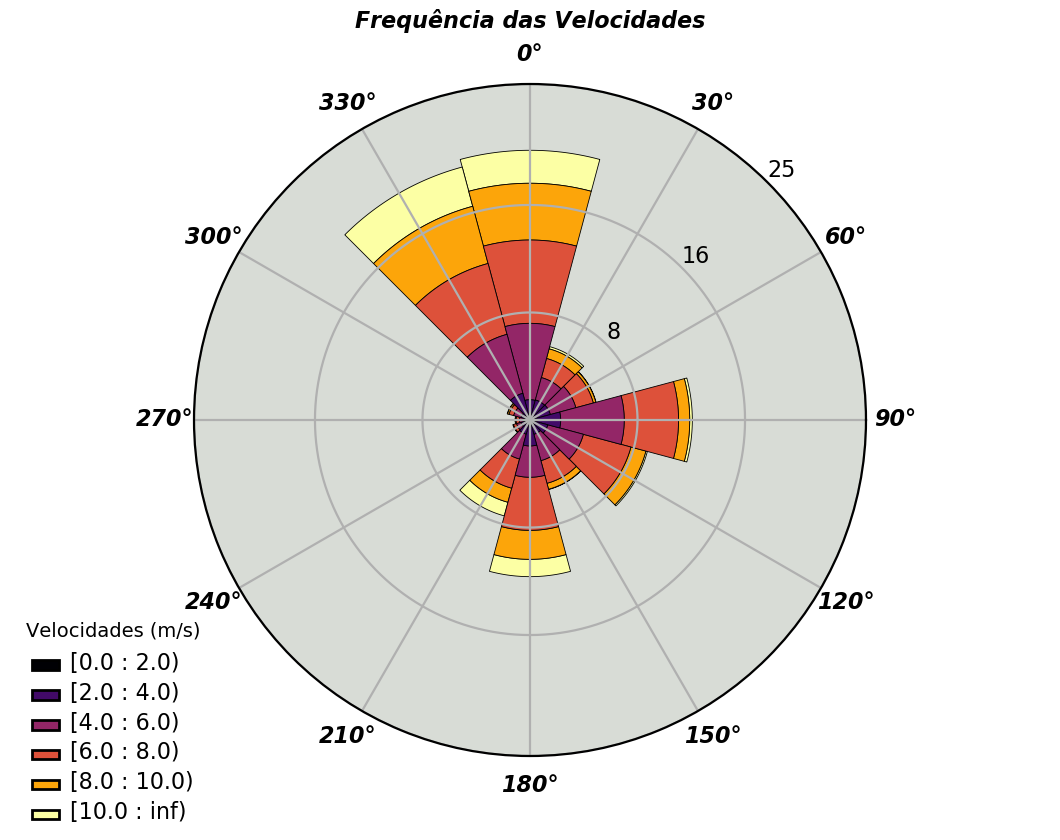 Frequência das Velocidades
0°
330°
30°
25
300°
60°
16
8
270°
90°
240°
120°
210°
150°
180°
Velocidades (m/s)
[0.0 : 2.0)
[2.0 : 4.0)
[4.0 : 6.0)
[6.0 : 8.0)
[8.0 : 10.0)
[10.0 : inf)